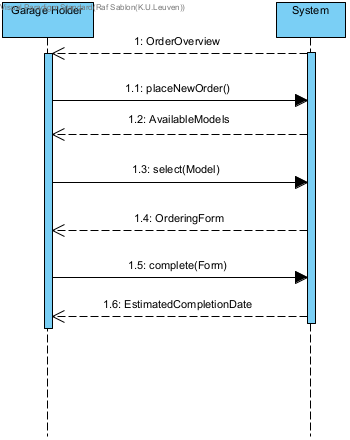 Visual Paradigm Standard(Raf Sablon(K.U.Leuven))
Garage Holder
System
1: OrderOverview
1.1: placeNewOrder()
1.2: AvailableModels
1.3: select(Model)
1.4: OrderingForm
1.5: complete(Form)
1.6: EstimatedCompletionDate